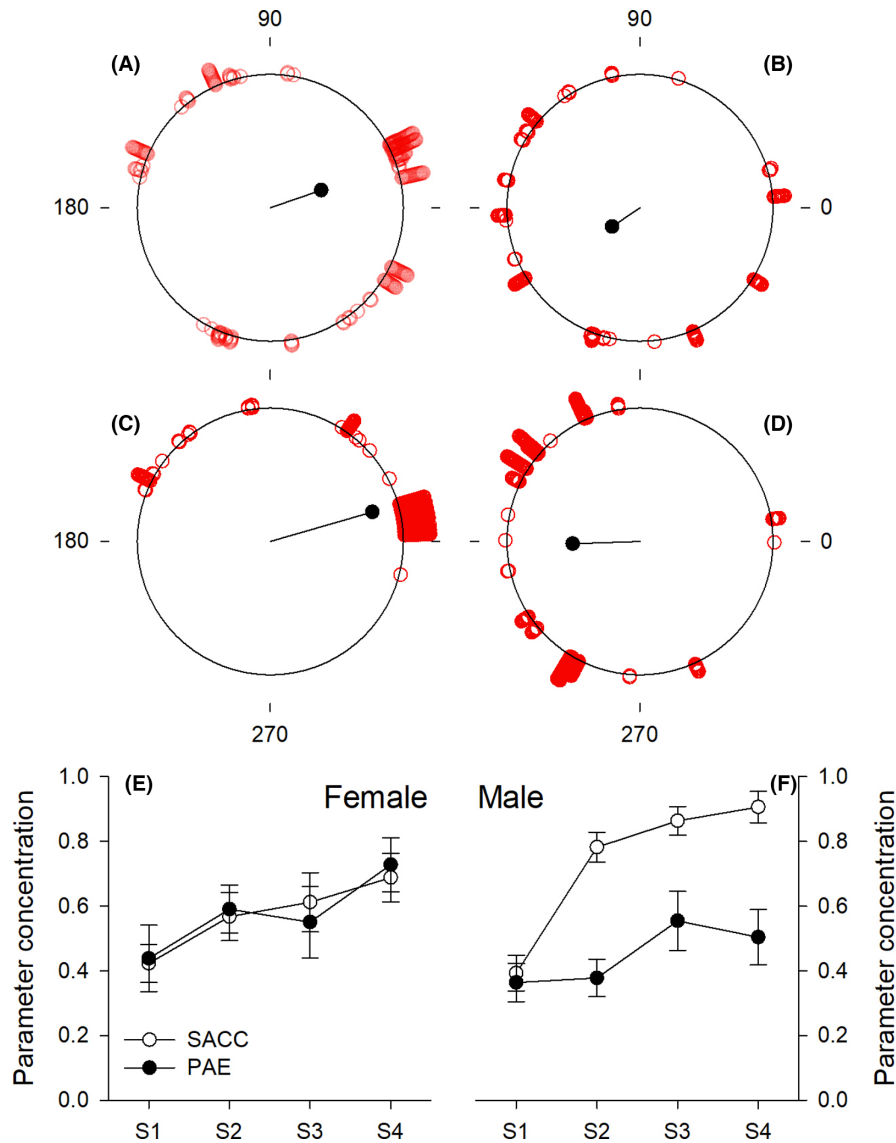 90
90
(A)
(B)
180
0
(C)
(D)
180
0
270
270
1.0
(E)
Female
Male
(F)
1.0
0.8
0.8
0.6
0.6
0.4
0.4
0.2
0.2
0.0
0.0
Parameter concentration
Parameter concentration
SACC
PAE
S1 S2 S3 S4
S1 S2 S3 S4